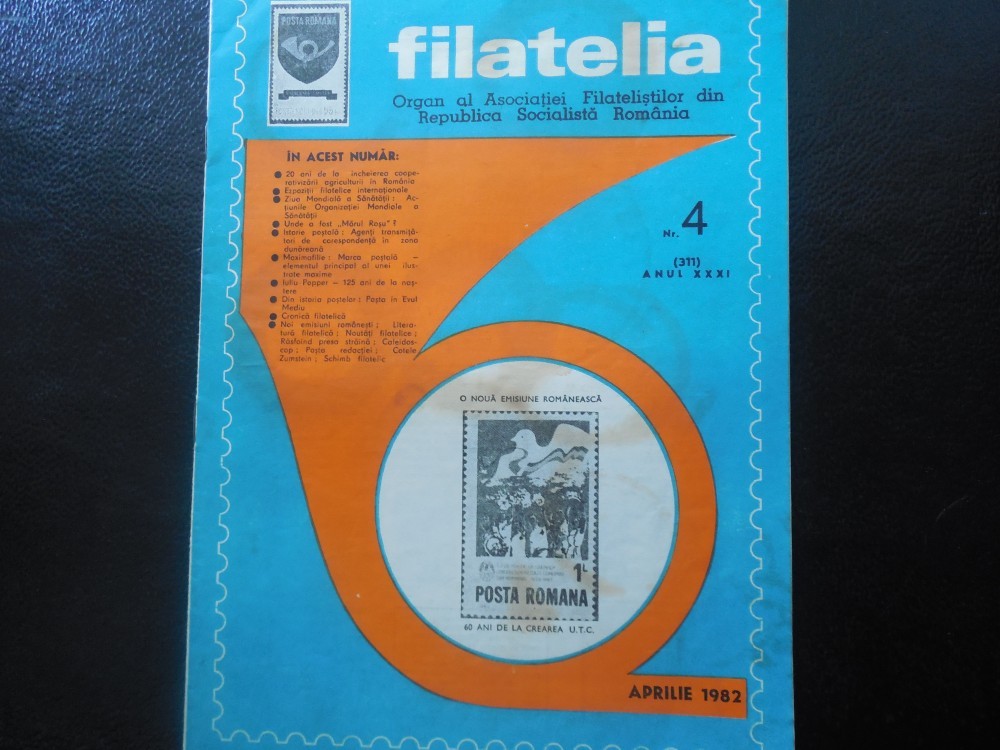 POSTA ROMANA
filatelia
Organ al Asociației Filateliștilor din
Republica Socialistă România
ÎN ACEST NUMĂR:
● 20 ani de la încheierea coope-
rativizării agriculturii în România
● Expoziții filatelice internaționale
● Ziua Mondială a Sănătății : Ac-
țiunile Organizației Mondiale a
Sănătății
● Unde a fost „Mărul Roșu" ?
● Istorie poștală : Agenți transmiță-
tori de corespondență în zona
dunăreană
● Maximafilie : Marca poștală –
elementul principal al unei ilus-
trate maxime
● Iuliu Popper – 125 ani de la naș-
tere
● Din istoria poștelor : Poșta în Evul
Mediu
● Cronică filatelică
● Noi emisiuni românești ; Litera-
tură filatelică ; Noutăți filatelice ;
Răsfoind presa străină ; Caleidos-
cop ; Poșta redacției ; Cotele
Zumstein ; Schimb filatelic
Nr. 4
(311)
ANUL XXXI
O NOUĂ EMISIUNE ROMÂNEASCĂ
1L
POSTA ROMANA
60 ANI DE LA CREAREA U.T.C.
APRILIE 1982